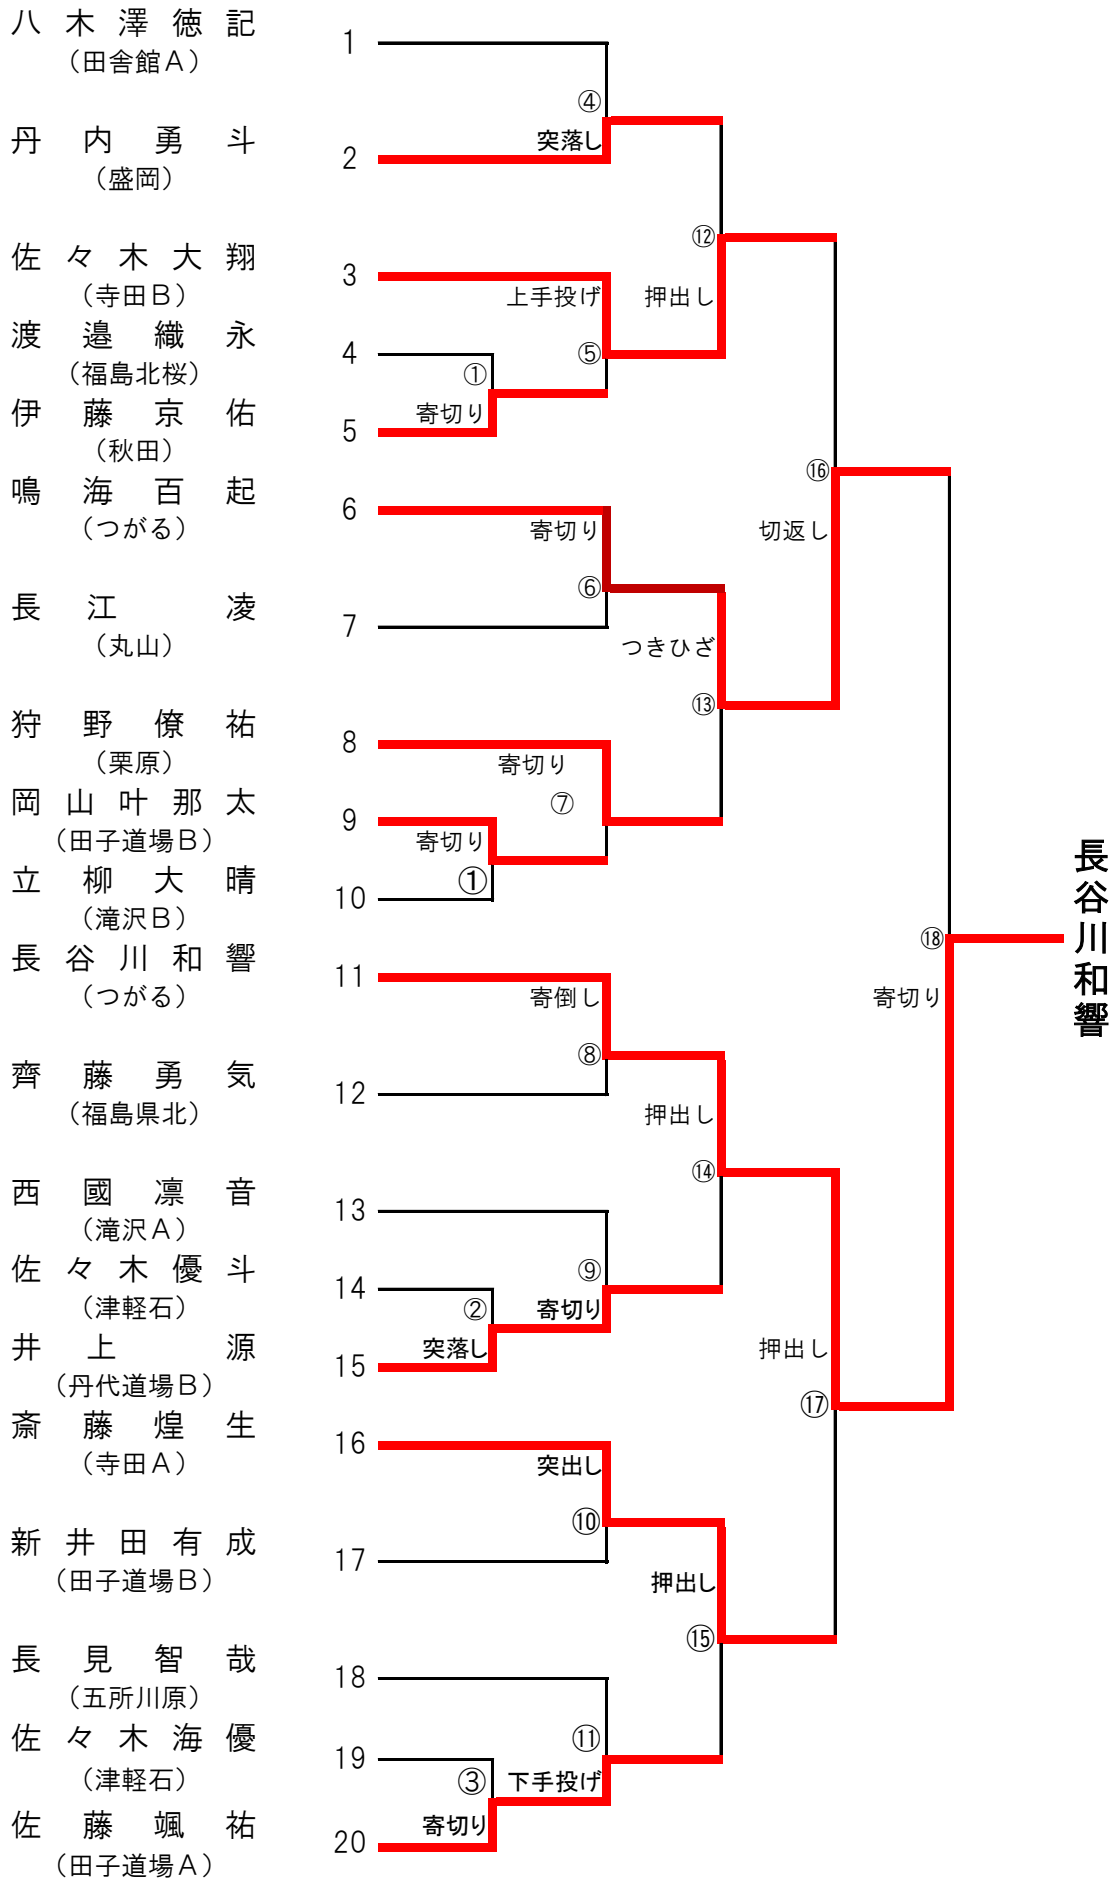 八木澤徳記
（田舎館Ａ）
1
④
突落し
丹内勇斗
（盛岡）
2
⑫
押出し
佐々木大翔
（寺田Ｂ）
3
上手投げ
⑤
渡邉織永
（福島北桜）
4
①
寄切り
伊藤京佑
（秋田）
5
⑯
切返し
鳴海百起
（つがる）
6
寄切り
⑥
長江凌
（丸山）
7
つきひざ
⑬
狩野僚祐
（栗原）
8
寄切り
⑦
岡山叶那太
（田子道場Ｂ）
9
寄切り
①
立柳大晴
（滝沢Ｂ）
10
⑱
寄切り
長谷川和響
長谷川和響
（つがる）
11
寄倒し
⑧
齊藤勇気
（福島県北）
12
押出し
⑭
西國凛音
（滝沢Ａ）
13
⑨
寄切り
佐々木優斗
（津軽石）
14
②
突落し
井上源
（丹代道場Ｂ）
15
押出し
⑰
斎藤煌生
（寺田Ａ）
16
突出し
⑩
新井田有成
（田子道場Ｂ）
17
押出し
⑮
長見智哉
（五所川原）
18
⑪
下手投げ
佐々木海優
（津軽石）
19
③
寄切り
佐藤颯祐
（田子道場Ａ）
20